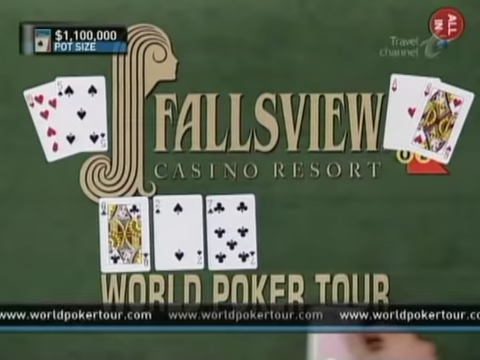 $1,100,000
POT SIZE
ALL IN
Travel
channel
FALLSVIEW
CASINO RESORT
WORLD POKER TOUR
www.worldpokertour.com www.worldpokertour.com www.worldpokertour.com